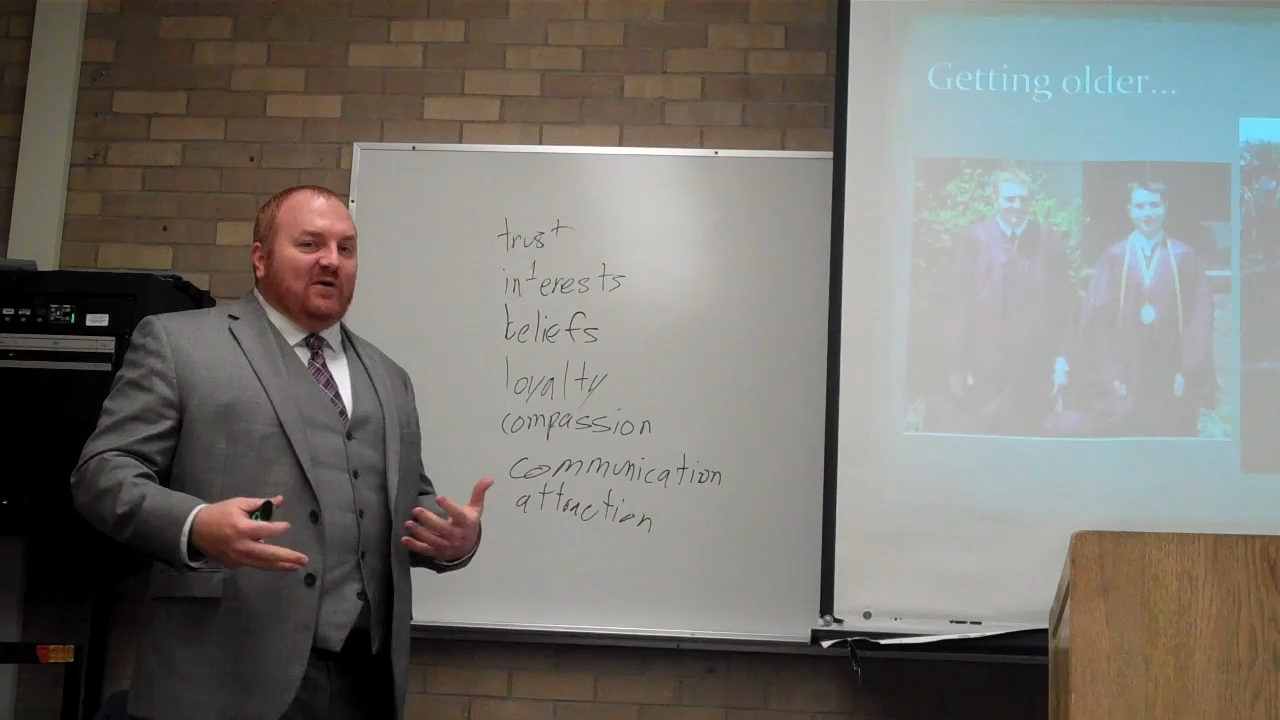 trust
interests
beliefs
loyalty
compassion
communication
attraction
Getting older...